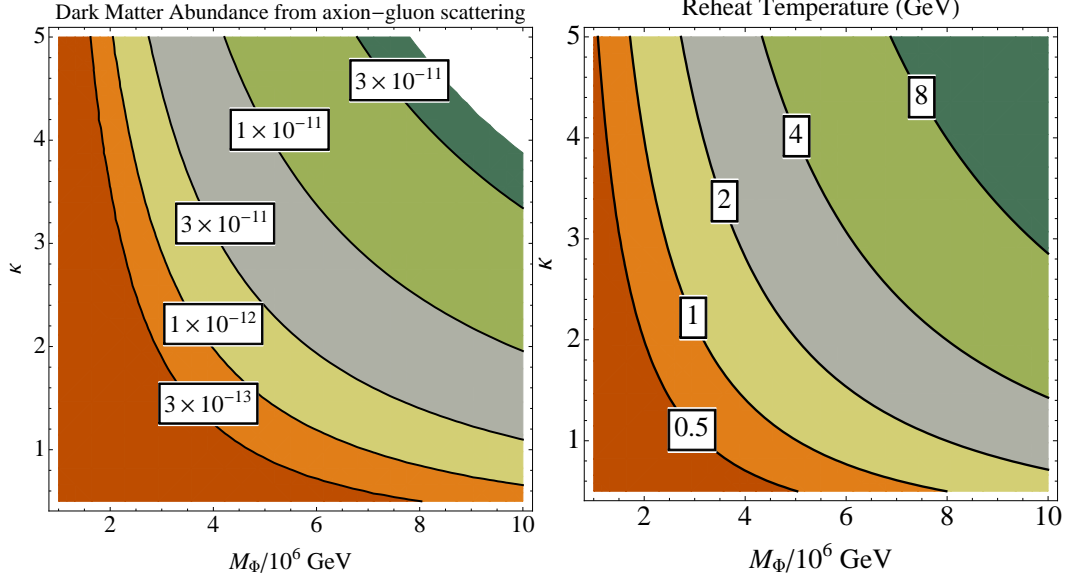 Dark Matter Abundance from axion−gluon scattering
5
4
3
2
1
κ
3 × 10⁻¹¹
1 × 10⁻¹¹
3 × 10⁻¹¹
1 × 10⁻¹²
3 × 10⁻¹³
2 4 6 8 10
M_Φ/10⁶ GeV
Reheat Temperature (GeV)
5
4
3
2
1
κ
8
4
2
1
0.5
2 4 6 8 10
M_Φ/10⁶ GeV